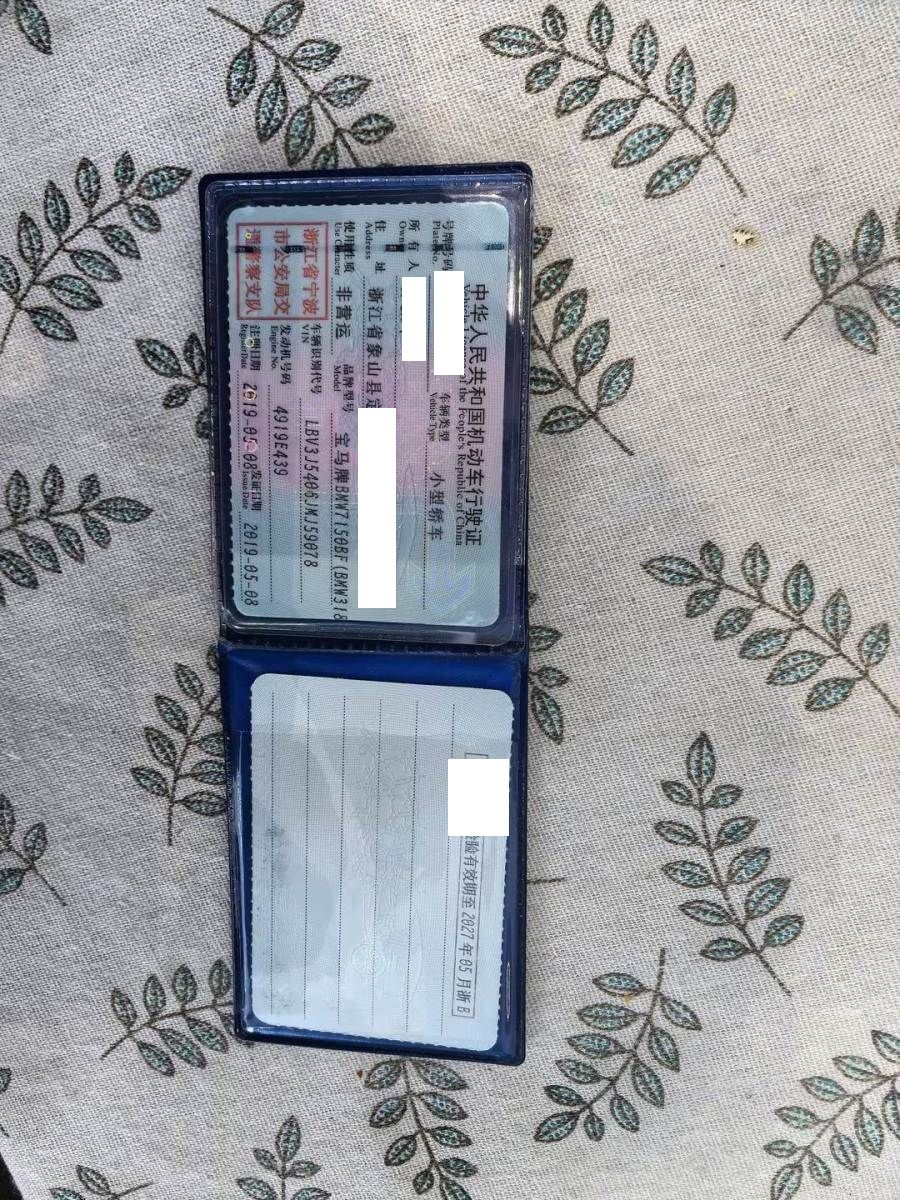 中华人民共和国机动车行驶证
of the People's Republic of China
号牌号码 车辆类型 小型轿车
Plate No. Vehicle Type
所有人
Owner
住址 浙江省象山县
Address
使用性质 非营运 品牌型号 宝马牌BMW7150BF(BMW318
Use Character Model
浙江省宁波
市公安局交
通警察支队
车辆识别代号 LBV3J5406JMJ59078
VIN
发动机号码 4919E439
Engine No.
注册日期 2019-05-08 发证日期 2019-05-08
Register Date Issue Date
验有效期至2027年05月浙B